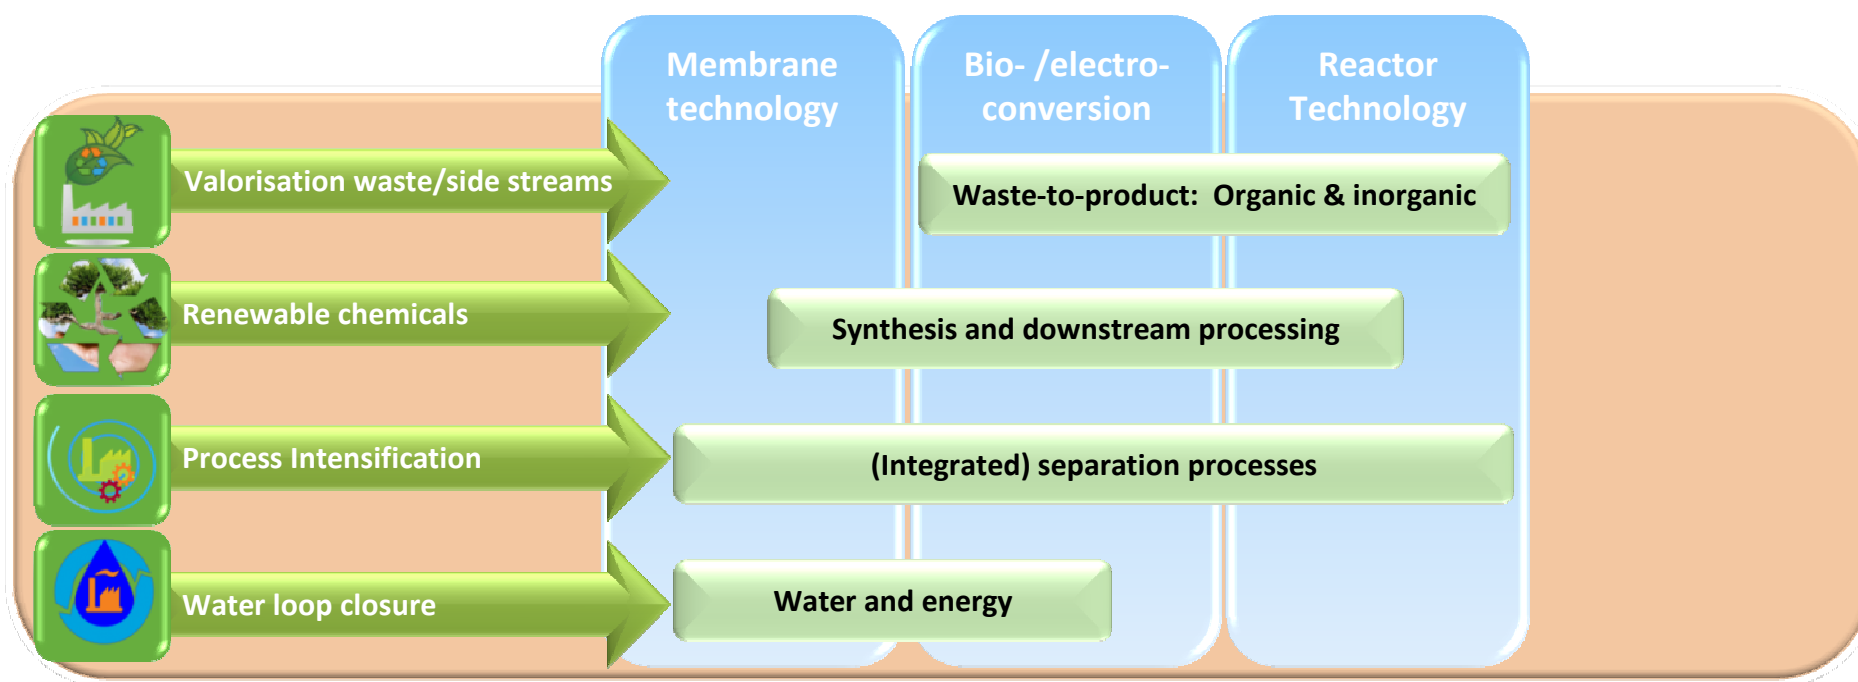 Membrane
technology
Bio- /electro-
conversion
Reactor
Technology
Valorisation waste/side streams
Waste-to-product:  Organic & inorganic
Renewable chemicals
Synthesis and downstream processing
Process Intensification
(Integrated) separation processes
Water loop closure
Water and energy